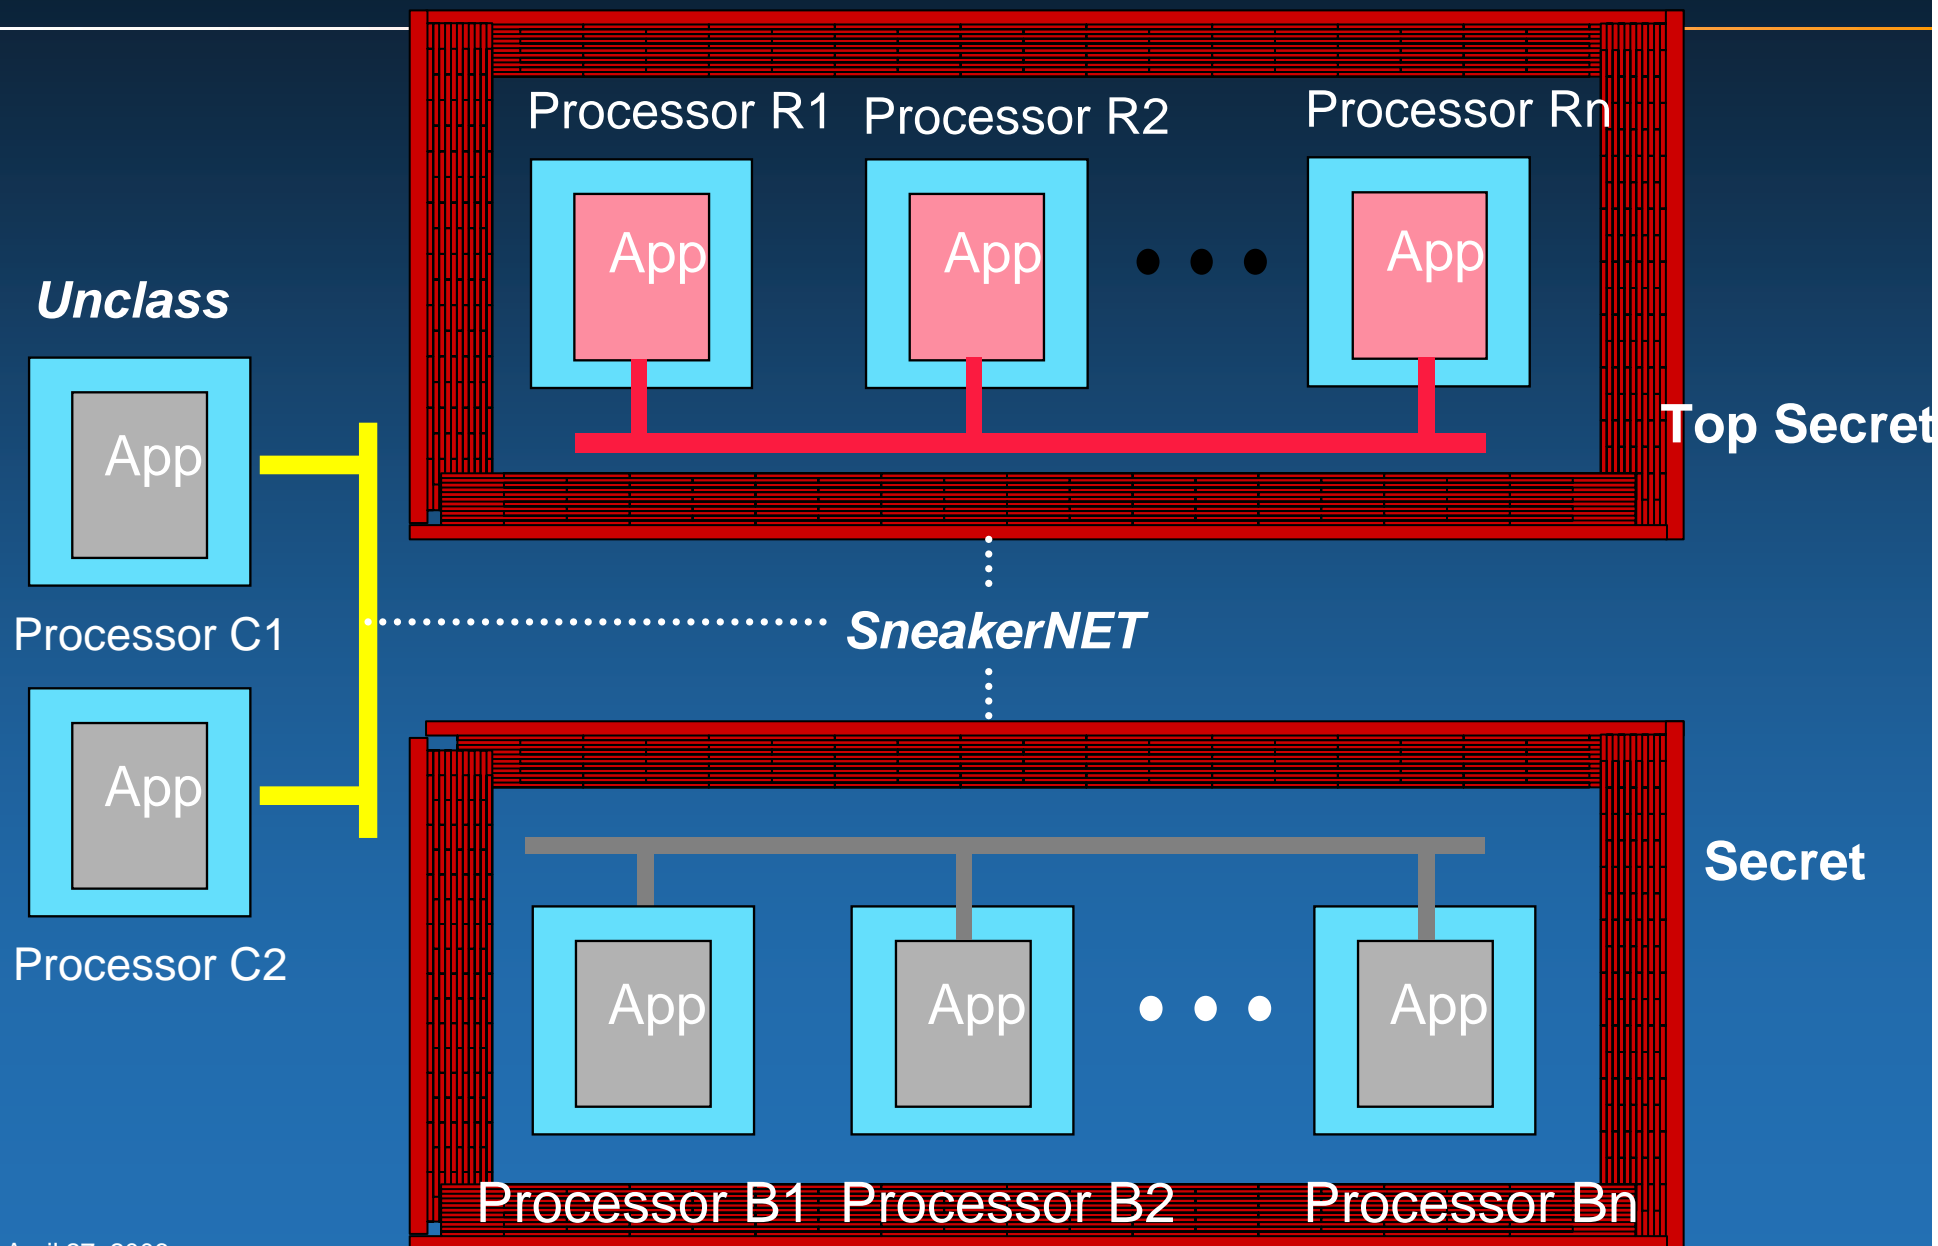 Processor R1 Processor R2 Processor Rn
App App App
Unclass
App
Top Secret
Processor C1
SneakerNET
App
Secret
Processor C2
App App App
Processor B1 Processor B2 Processor Bn